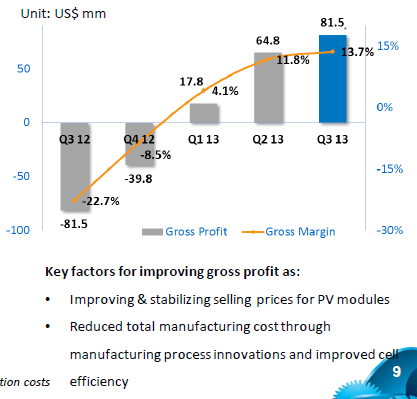 Unit: US$ mm
81.5
64.8
15%
13.7%
11.8%
50
17.8
4.1%
0%
0
Q3 12 Q4 12 Q1 13 Q2 13 Q3 13
-8.5%
-15%
-50
-39.8
-22.7%
-81.5
-100 Gross Profit Gross Margin -30%
Key factors for improving gross profit as:
• Improving & stabilizing selling prices for PV modules
• Reduced total manufacturing cost through
manufacturing process innovations and improved cell
9
tion costs efficiency